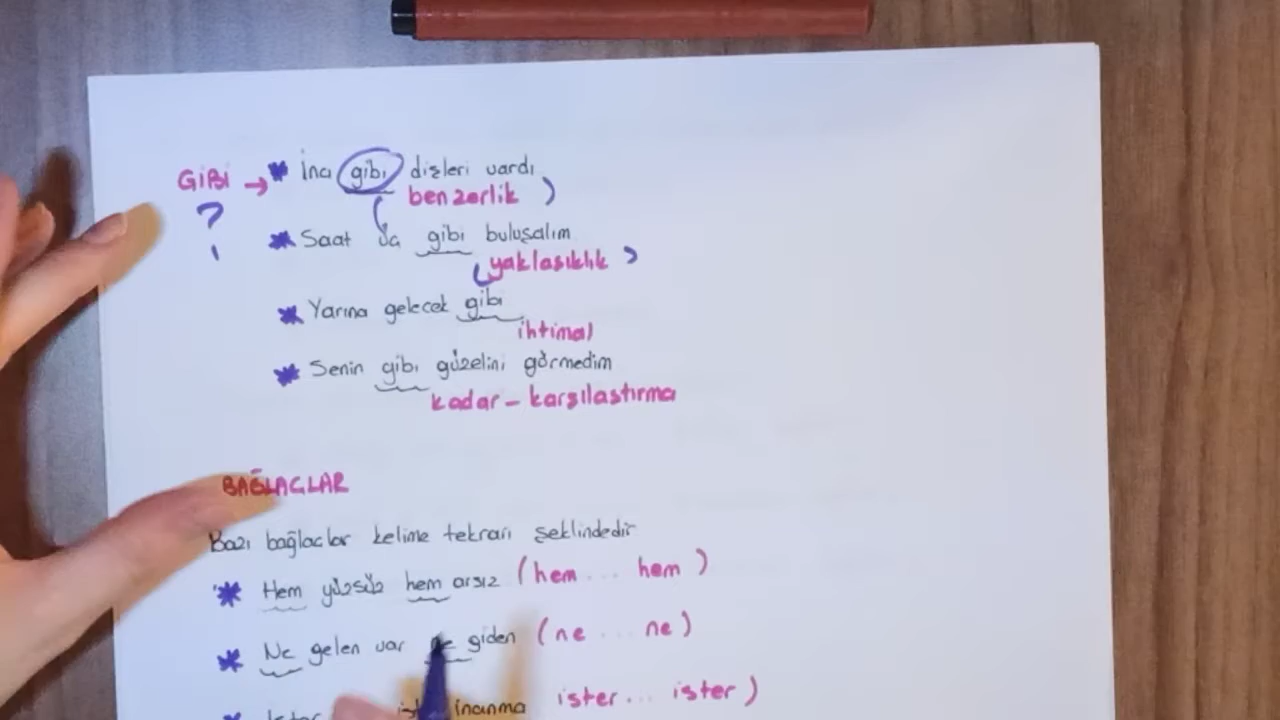 GİBİ → * İnci gibi dişleri vardı
?
benzerlik )
* Saat da gibi buluşalım
yaklaşıklık )
* Yarına gelecek gibi
ihtimal
* Senin gibi güzelini görmedim
kadar - karşılaştırma
BAĞLAÇLAR
Bazı bağlaçlar kelime tekrarı şeklindedir
* Hem yüzsüz hem arsız (hem ... hem )
* Ne gelen var giden ( ne ... ne )
* inanma ister ... ister )